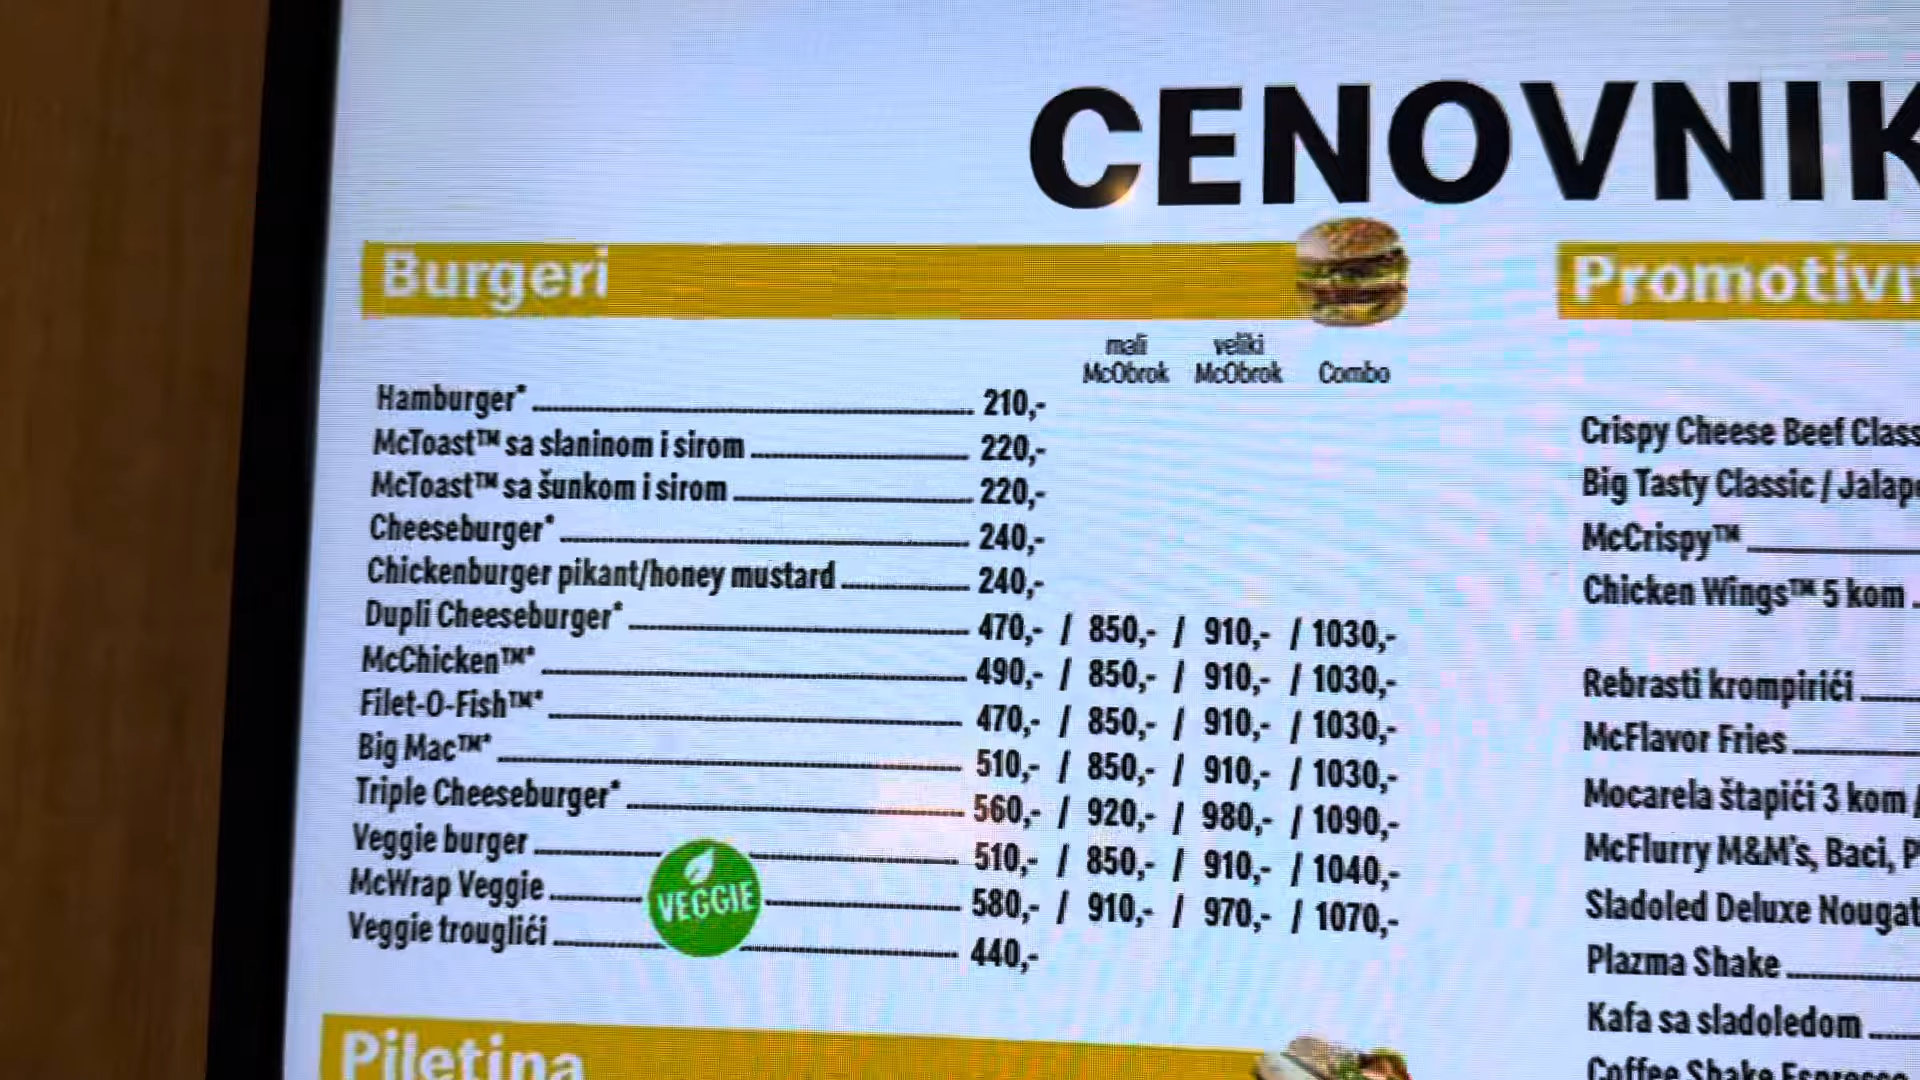 CENOVNIK
Burgeri
mali McObrok veliki McObrok Combo
Hamburger* 210,-
McToast™ sa slaninom i sirom 220,-
McToast™ sa šunkom i sirom 220,-
Cheeseburger* 240,-
Chickenburger pikant/honey mustard 240,-
Dupli Cheeseburger* 470,- / 850,- / 910,- / 1030,-
McChicken™* 490,- / 850,- / 910,- / 1030,-
Filet-O-Fish™* 470,- / 850,- / 910,- / 1030,-
Big Mac™* 510,- / 850,- / 910,- / 1030,-
Triple Cheeseburger* 560,- / 920,- / 980,- / 1090,-
Veggie burger 510,- / 850,- / 910,- / 1040,-
McWrap Veggie 580,- / 910,- / 970,- / 1070,-
Veggie trouglići 440,-
VEGGIE
Piletina
Promotivn
Crispy Cheese Beef Class
Big Tasty Classic / Jalape
McCrispy™
Chicken Wings™ 5 kom
Rebrasti krompirići
McFlavor Fries
Mocarela štapići 3 kom /
McFlurry M&M's, Baci, P
Sladoled Deluxe Nougat
Plazma Shake
Kafa sa sladoledom
Coffee Shake Espresso